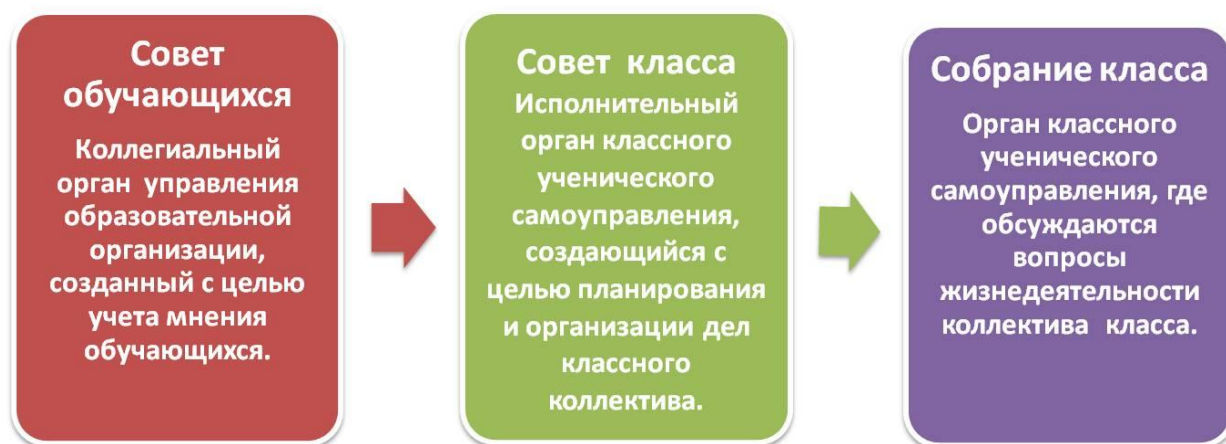 Совет
обучающихся
Коллегиальный
орган управления
образовательной
организации,
созданный с целью
учета мнения
обучающихся.
Совет класса
Исполнительный
орган классного
ученического
самоуправления,
создающийся с
целью планирования
и организации дел
классного
коллектива.
Собрание класса
Орган классного
ученического
самоуправления, где
обсуждаются
вопросы
жизнедеятельности
коллектива класса.